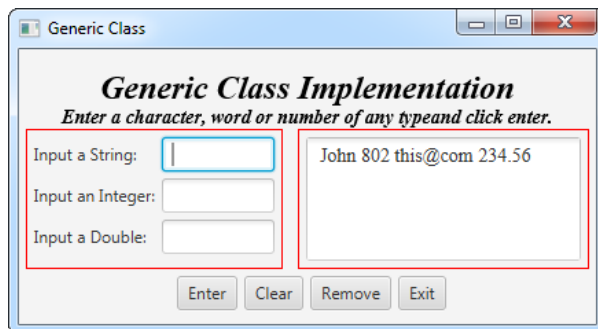 Generic Class
Generic Class Implementation
Enter a character, word or number of any typeand click enter.
Input a String:
Input an Integer:
Input a Double:
John 802 this@com 234.56
Enter Clear Remove Exit